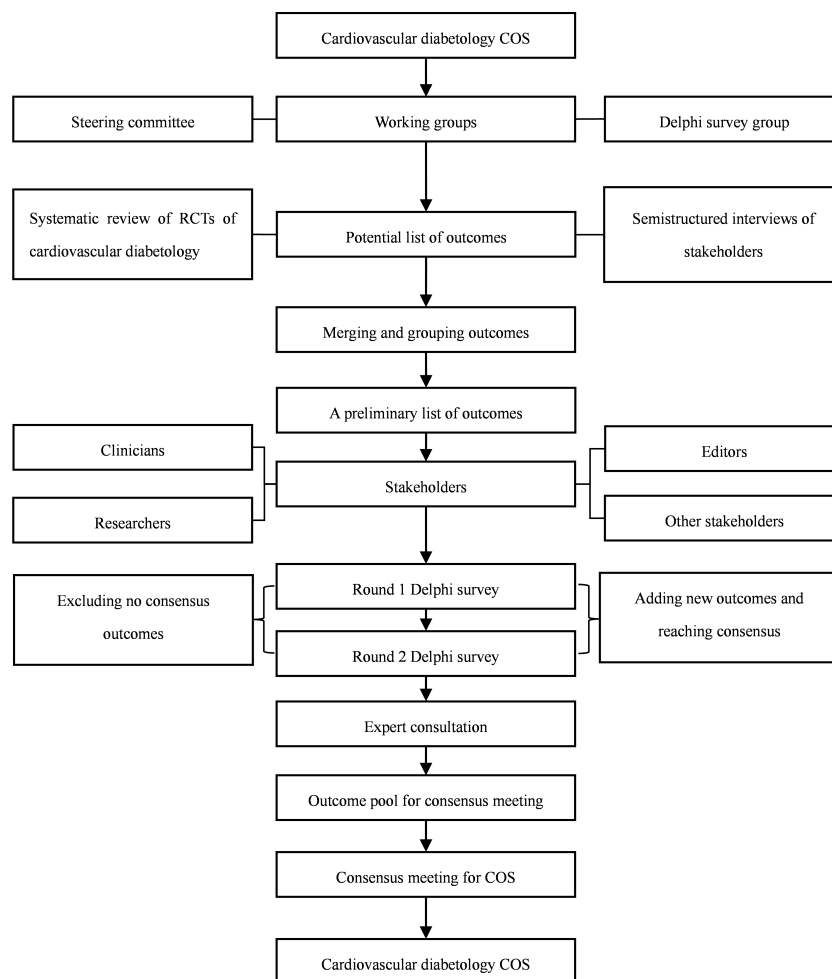 Cardiovascular diabetology COS
Steering committee
Working groups
Delphi survey group
Systematic review of RCTs of
cardiovascular diabetology
Potential list of outcomes
Semistructured interviews of
stakeholders
Merging and grouping outcomes
A preliminary list of outcomes
Clinicians
Researchers
Stakeholders
Editors
Other stakeholders
Excluding no consensus
outcomes
Round 1 Delphi survey
Round 2 Delphi survey
Adding new outcomes and
reaching consensus
Expert consultation
Outcome pool for consensus meeting
Consensus meeting for COS
Cardiovascular diabetology COS